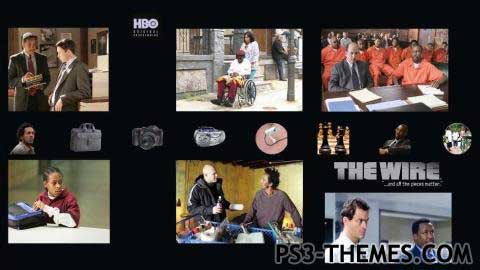 HBO
ORIGINAL
PROGRAMMING
THE WIRE
"...and all the pieces matter."
PS3-THEMES.COM